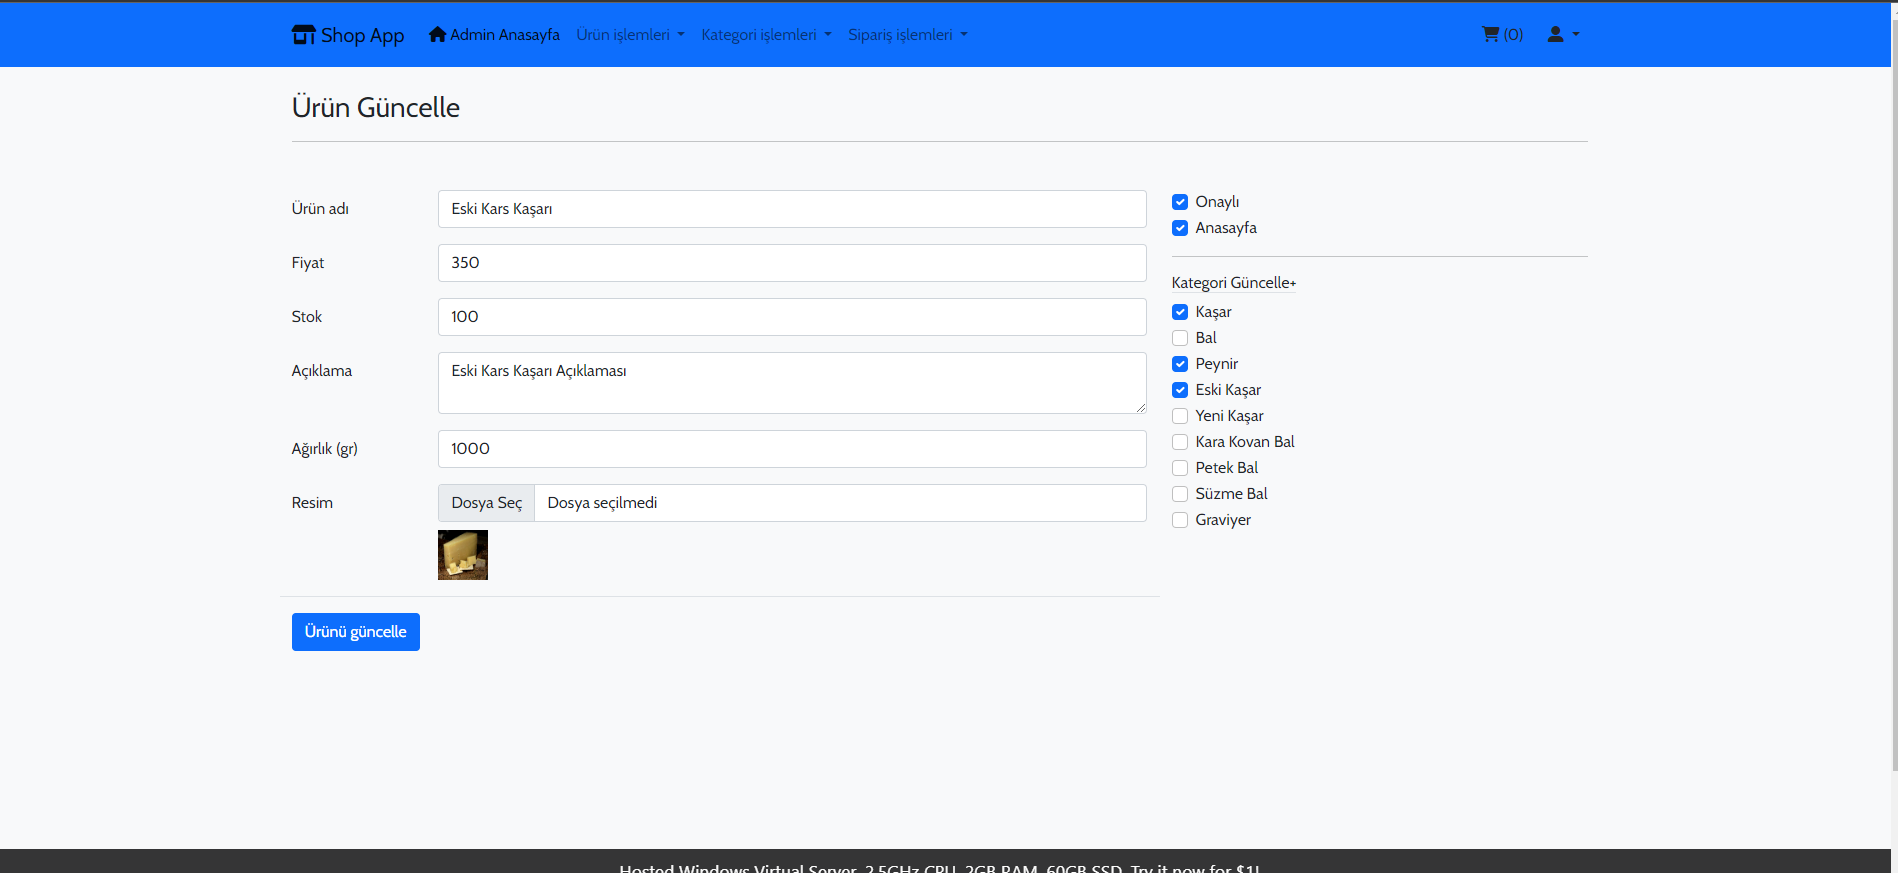 Shop App Admin Anasayfa Ürün işlemleri Kategori işlemleri Sipariş işlemleri (0)
Ürün Güncelle
Ürün adı Eski Kars Kaşarı
Fiyat 350
Stok 100
Açıklama Eski Kars Kaşarı Açıklaması
Ağırlık (gr) 1000
Resim Dosya Seç Dosya seçilmedi
Ürünü güncelle
Onaylı
Anasayfa
Kategori Güncelle+
Kaşar
Bal
Peynir
Eski Kaşar
Yeni Kaşar
Kara Kovan Bal
Petek Bal
Süzme Bal
Graviyer
Hosted Windows Virtual Server. 2.5GHz CPU, 2GB RAM, 60GB SSD. Try it now for $1!